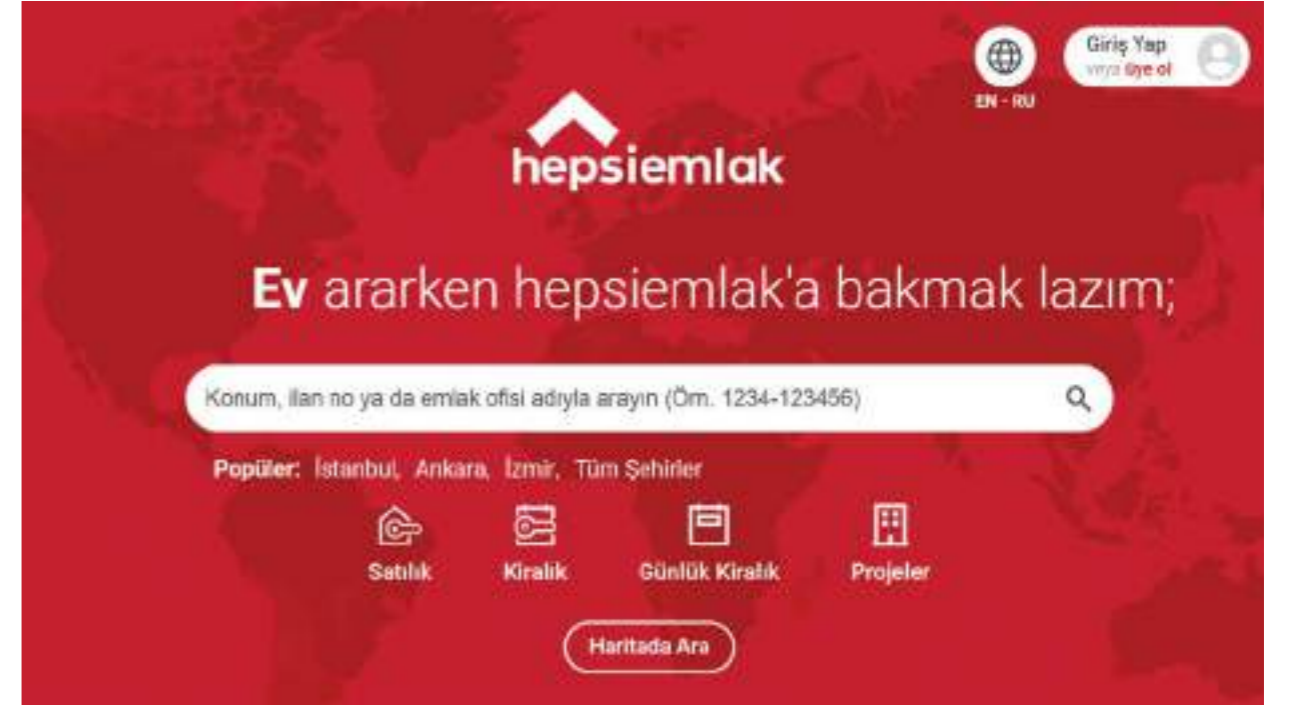 Giriş Yap
veya üye ol
EN - RU
hepsiemlak
Ev ararken hepsiemlak'a bakmak lazım;
Konum, ilan no ya da emlak ofisi adıyla arayın (Örn. 1234-123456)
Popüler: İstanbul, Ankara, İzmir, Tüm Şehirler
Satılık Kiralık Günlük Kiralık Projeler
Haritada Ara